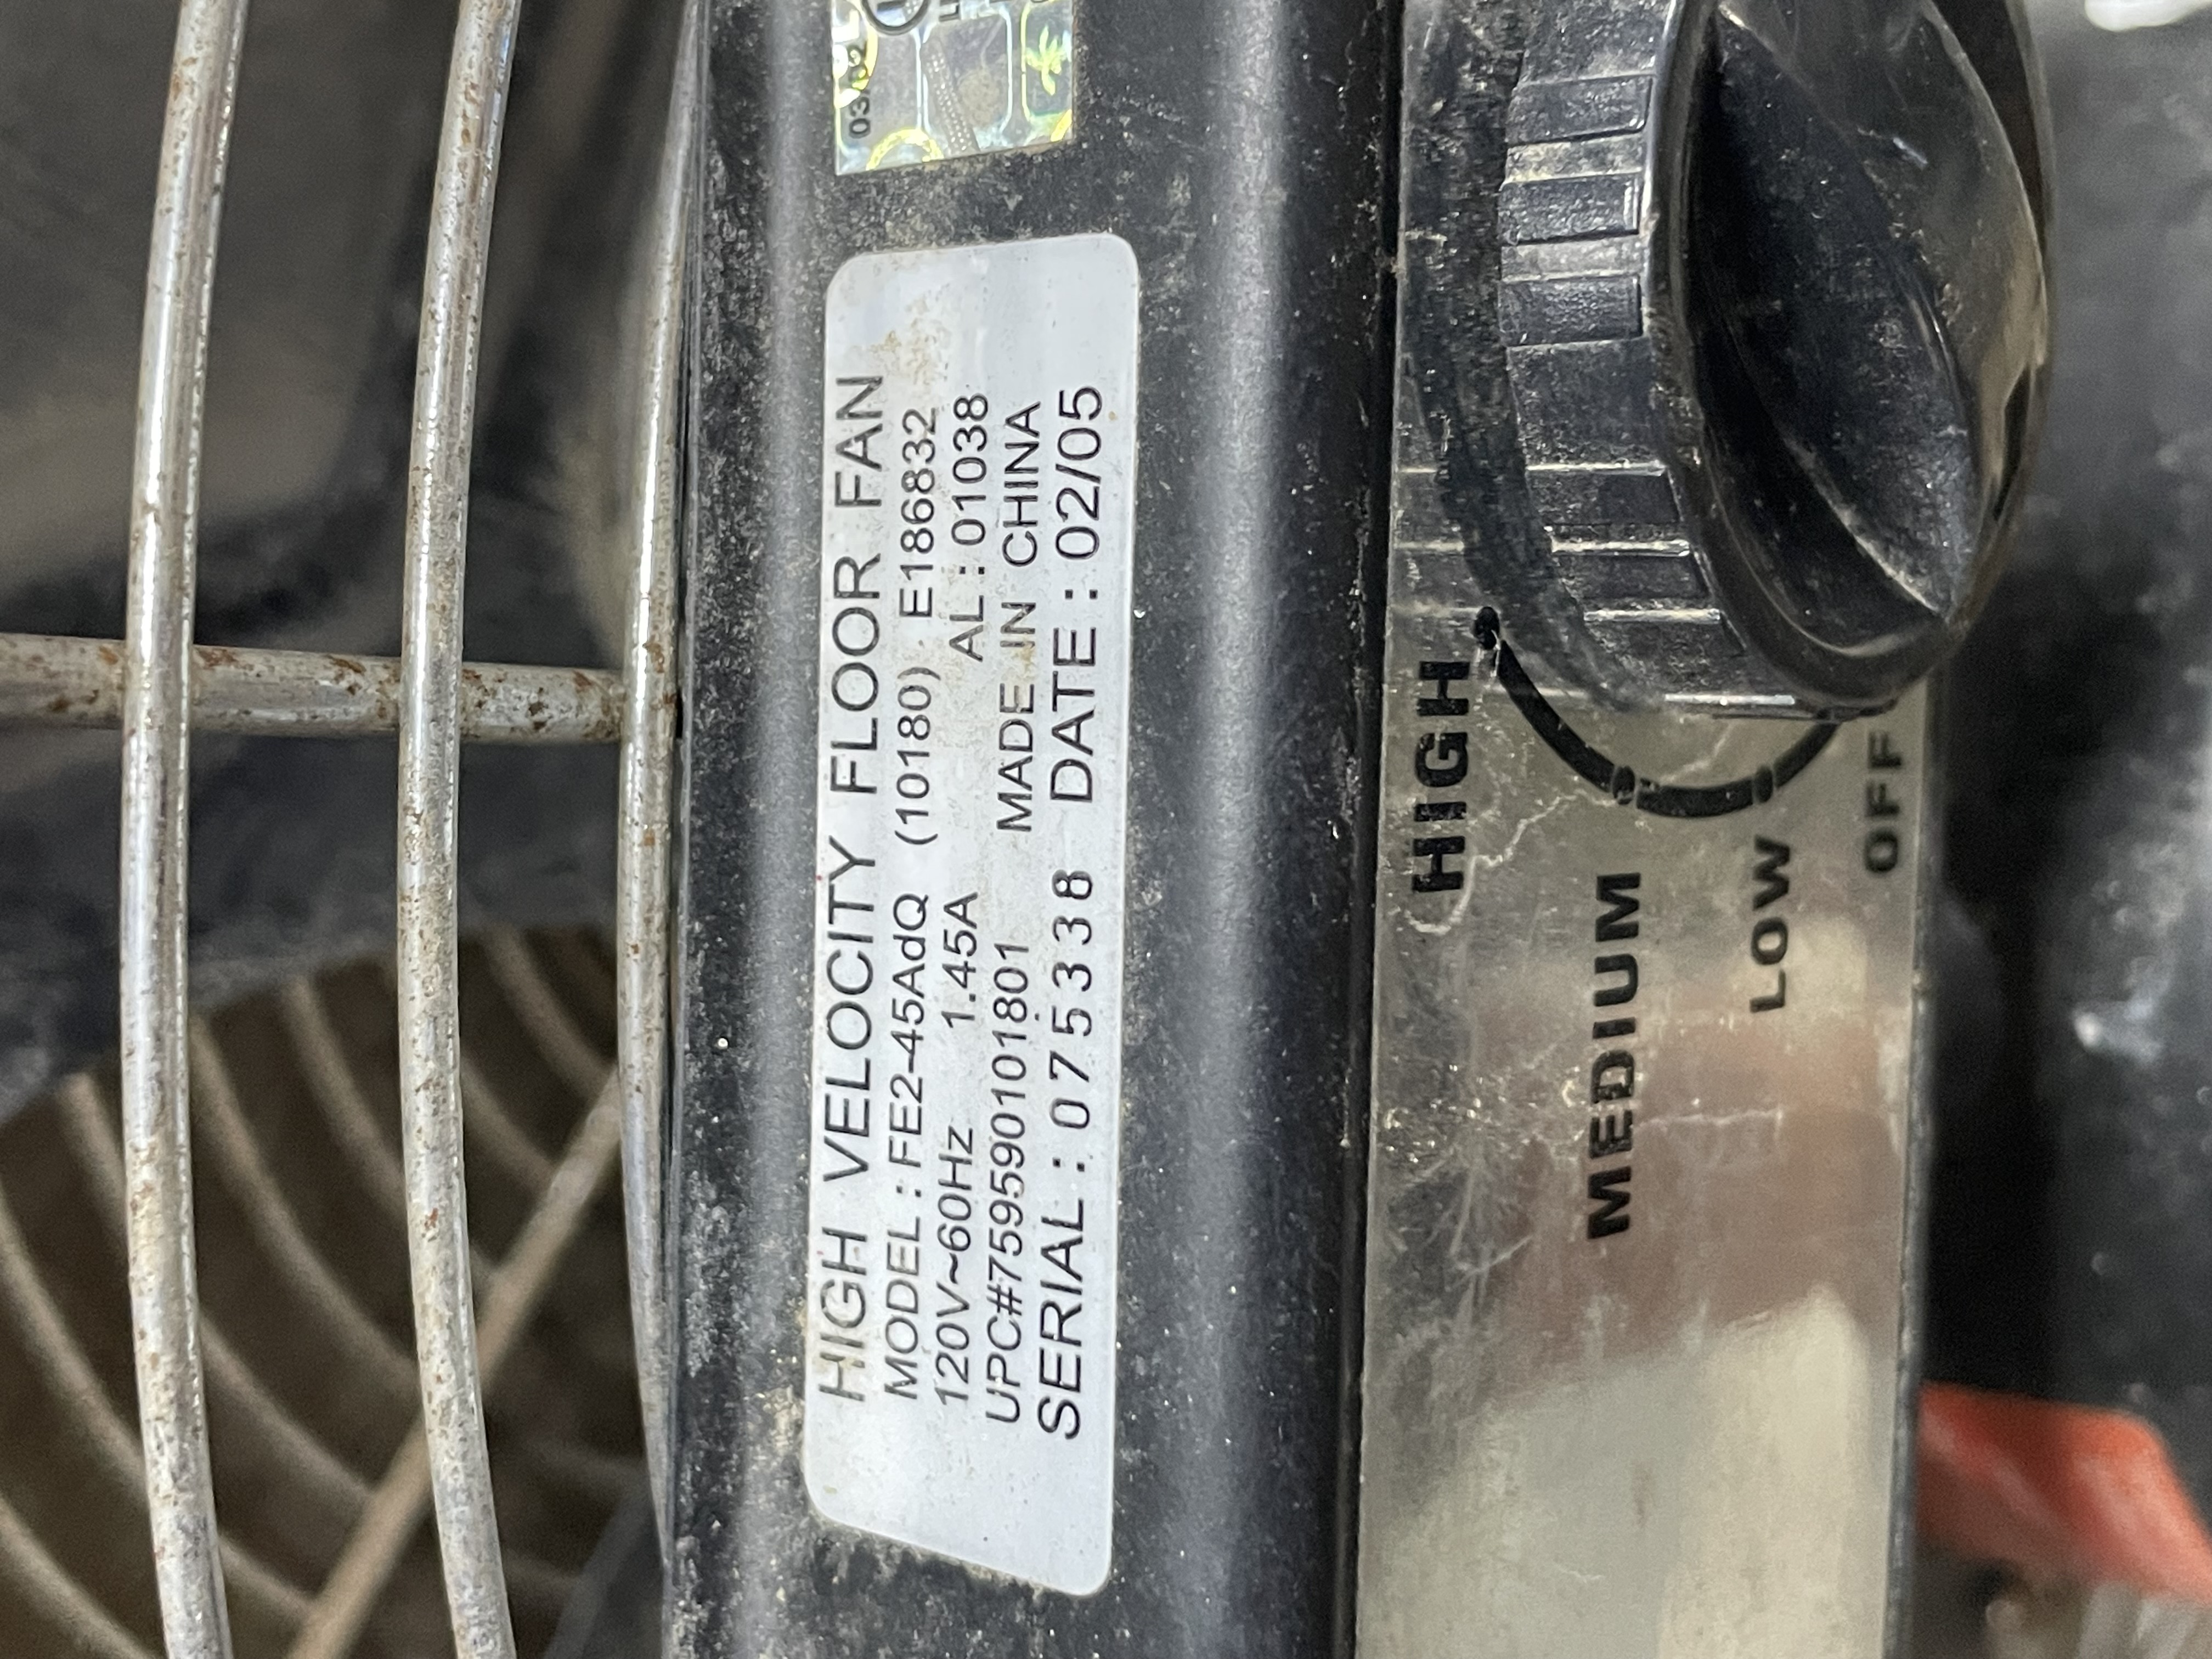 HIGH VELOCITY FLOOR FAN
MODEL : FE2-45AdQ (10180) E186832
120V~60Hz 1.45A AL : 01038
UPC#759590101801 MADE IN CHINA
SERIAL : 075338 DATE : 02/05
HIGH
MEDIUM
LOW
OFF